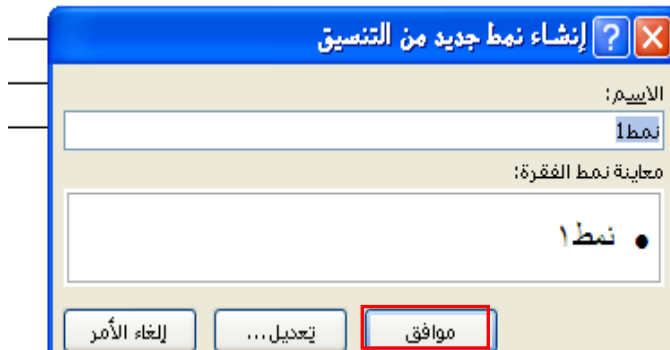 إنشاء نمط جديد من التنسيق
الاسم:
نمط1
معاينة نمط الفقرة:
• نمط١
موافق تعديل... إلغاء الأمر